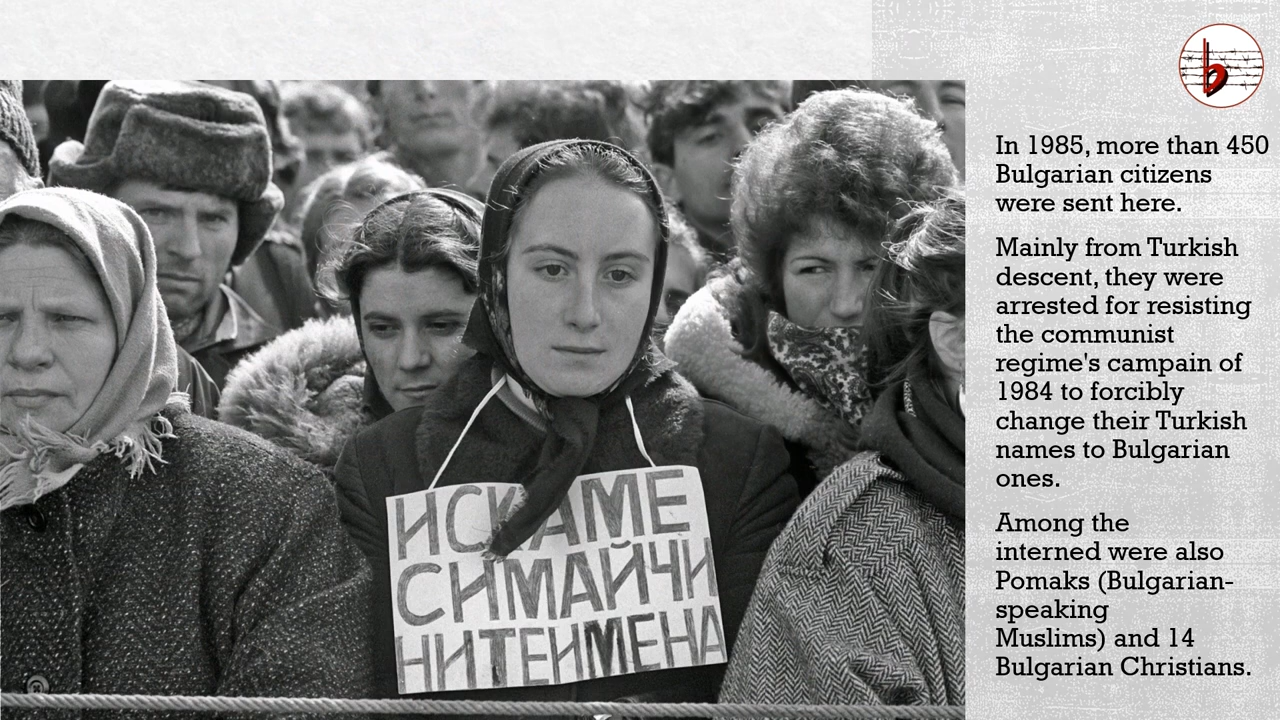 ИСКАМЕ
СИМАЙЧИ
НИТЕИМЕНА
In 1985, more than 450
Bulgarian citizens
were sent here.
Mainly from Turkish
descent, they were
arrested for resisting
the communist
regime's campain of
1984 to forcibly
change their Turkish
names to Bulgarian
ones.
Among the
interned were also
Pomaks (Bulgarian-
speaking
Muslims) and 14
Bulgarian Christians.